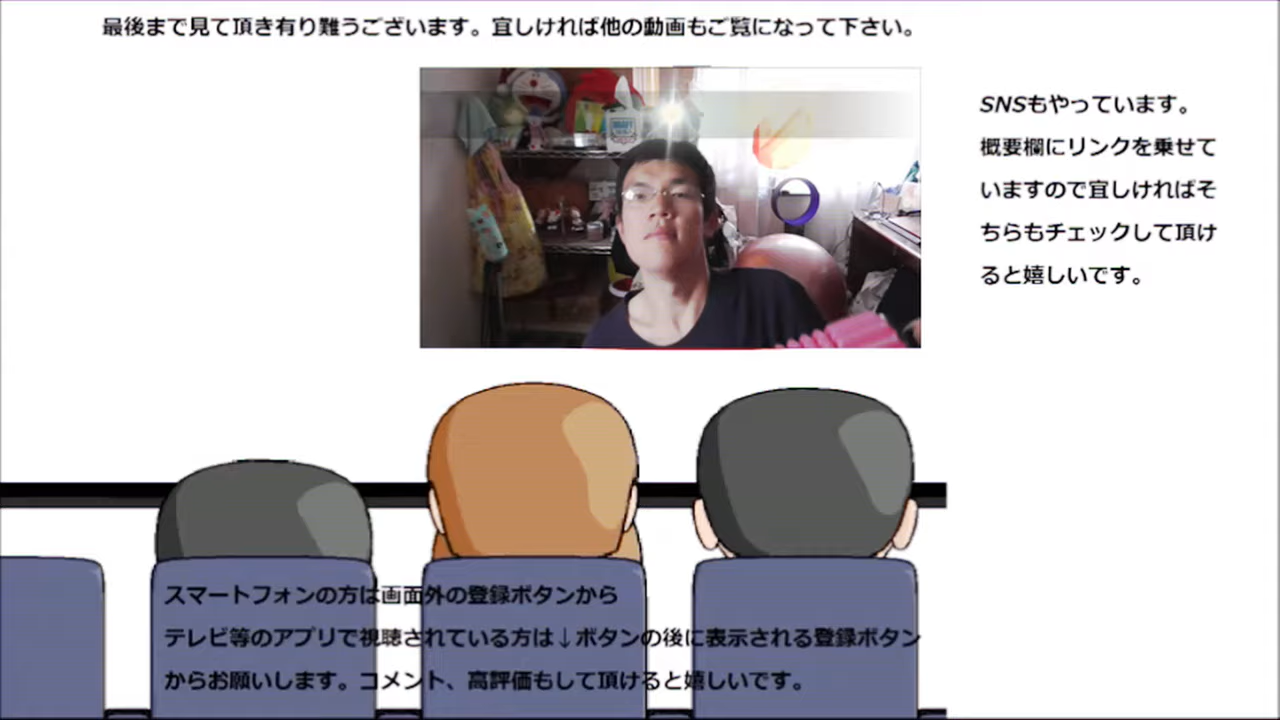 最後まで見て頂き有り難うございます。宜しければ他の動画もご覧になって下さい。
SNSもやっています。
概要欄にリンクを乗せて
いますので宜しければそ
ちらもチェックして頂け
ると嬉しいです。
スマートフォンの方は画面外の登録ボタンから
テレビ等のアプリで視聴されている方は↓ボタンの後に表示される登録ボタン
からお願いします。コメント、高評価もして頂けると嬉しいです。